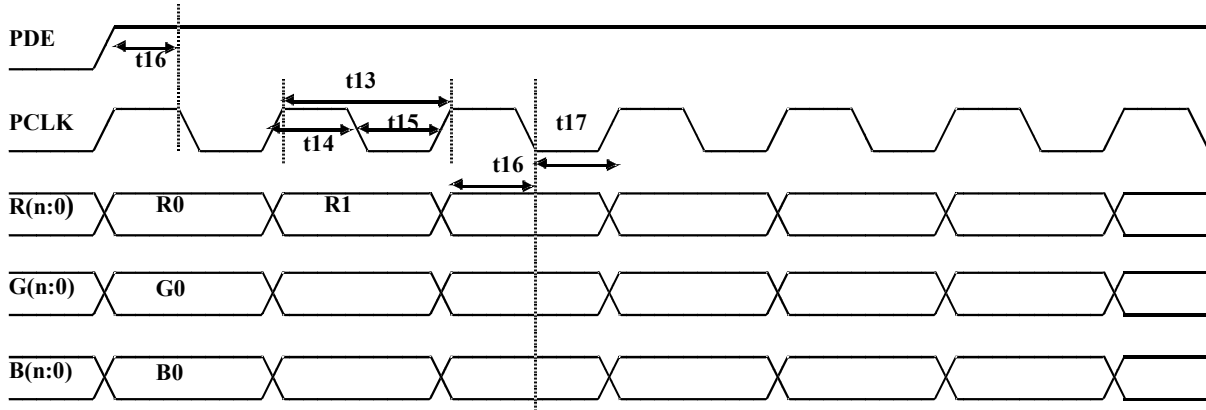 PDE
t16
t13
PCLK
t14
t15
t17
t16
R(n:0)
R0
R1
G(n:0)
G0
B(n:0)
B0